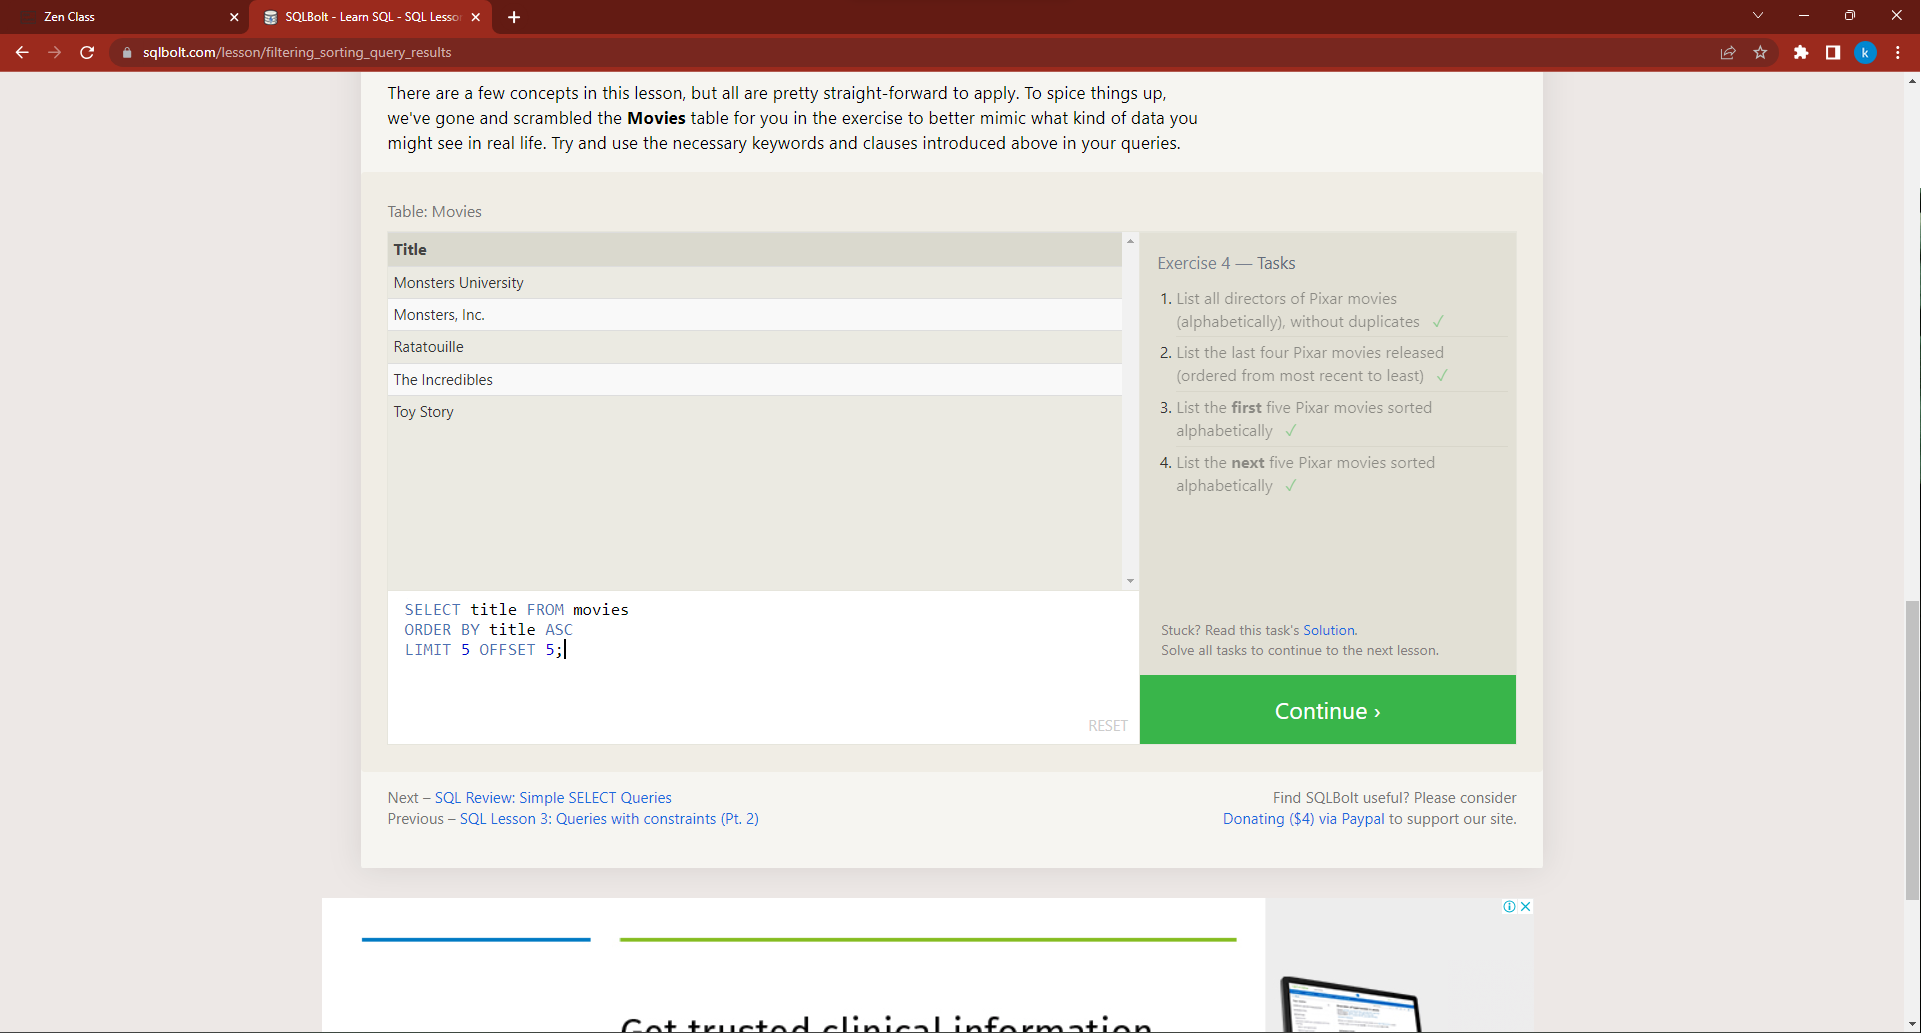 Zen Class
SQLBolt - Learn SQL - SQL Lesso
sqlbolt.com/lesson/filtering_sorting_query_results
k
There are a few concepts in this lesson, but all are pretty straight-forward to apply. To spice things up,
we've gone and scrambled the Movies table for you in the exercise to better mimic what kind of data you
might see in real life. Try and use the necessary keywords and clauses introduced above in your queries.
Table: Movies
Title
Monsters University
Monsters, Inc.
Ratatouille
The Incredibles
Toy Story
SELECT title FROM movies
ORDER BY title ASC
LIMIT 5 OFFSET 5;
RESET
Exercise 4 — Tasks
1. List all directors of Pixar movies
(alphabetically), without duplicates ✓
2. List the last four Pixar movies released
(ordered from most recent to least) ✓
3. List the first five Pixar movies sorted
alphabetically ✓
4. List the next five Pixar movies sorted
alphabetically ✓
Stuck? Read this task's Solution.
Solve all tasks to continue to the next lesson.
Continue ›
Next – SQL Review: Simple SELECT Queries
Previous – SQL Lesson 3: Queries with constraints (Pt. 2)
Find SQLBolt useful? Please consider
Donating ($4) via Paypal to support our site.
Get trusted clinical information